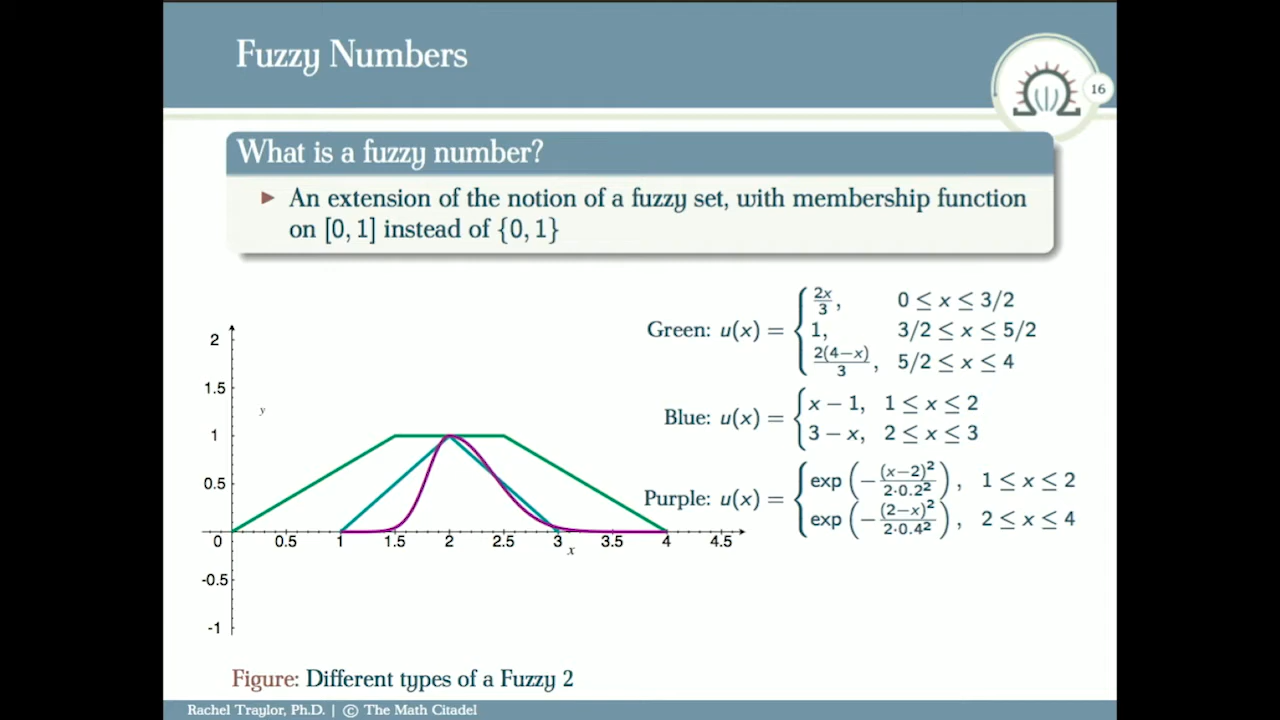 Fuzzy Numbers
16
What is a fuzzy number?
▶ An extension of the notion of a fuzzy set, with membership function
on [0, 1] instead of {0, 1}
Green: u(x) = { 2x/3, 0 ≤ x ≤ 3/2
1, 3/2 ≤ x ≤ 5/2
2(4−x)/3, 5/2 ≤ x ≤ 4
Blue: u(x) = { x − 1, 1 ≤ x ≤ 2
3 − x, 2 ≤ x ≤ 3
Purple: u(x) = { exp(−(x−2)²/(2·0.2²)), 1 ≤ x ≤ 2
exp(−(2−x)²/(2·0.4²)), 2 ≤ x ≤ 4
2
1.5
y
1
0.5
0 0.5 1 1.5 2 2.5 3 3.5 4 4.5
x
-0.5
-1
Figure: Different types of a Fuzzy 2
Rachel Traylor, Ph.D. | © The Math Citadel